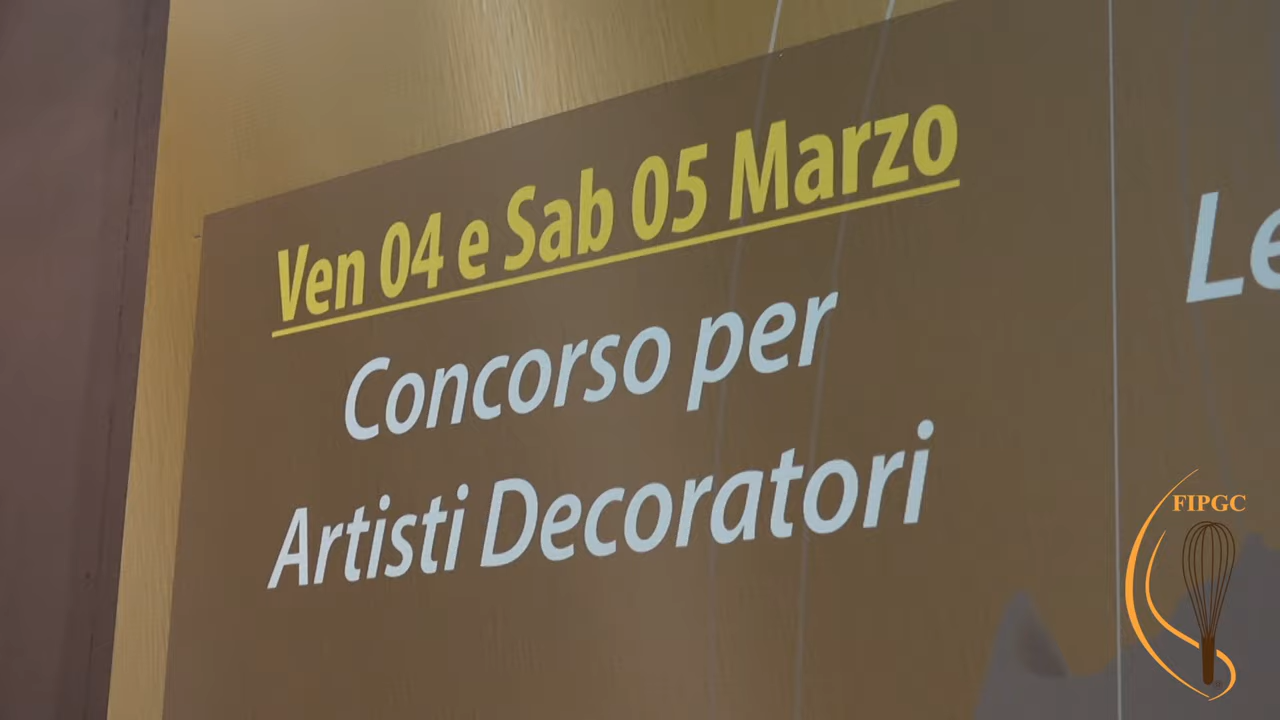 Ven 04 e Sab 05 Marzo
Concorso per
Artisti Decoratori
Le
FIPGC